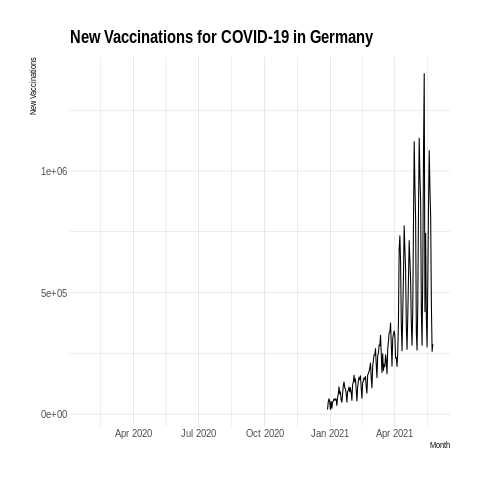 New Vaccinations for COVID-19 in Germany
New Vaccinations
1e+06
5e+05
0e+00
Apr 2020 Jul 2020 Oct 2020 Jan 2021 Apr 2021
Month